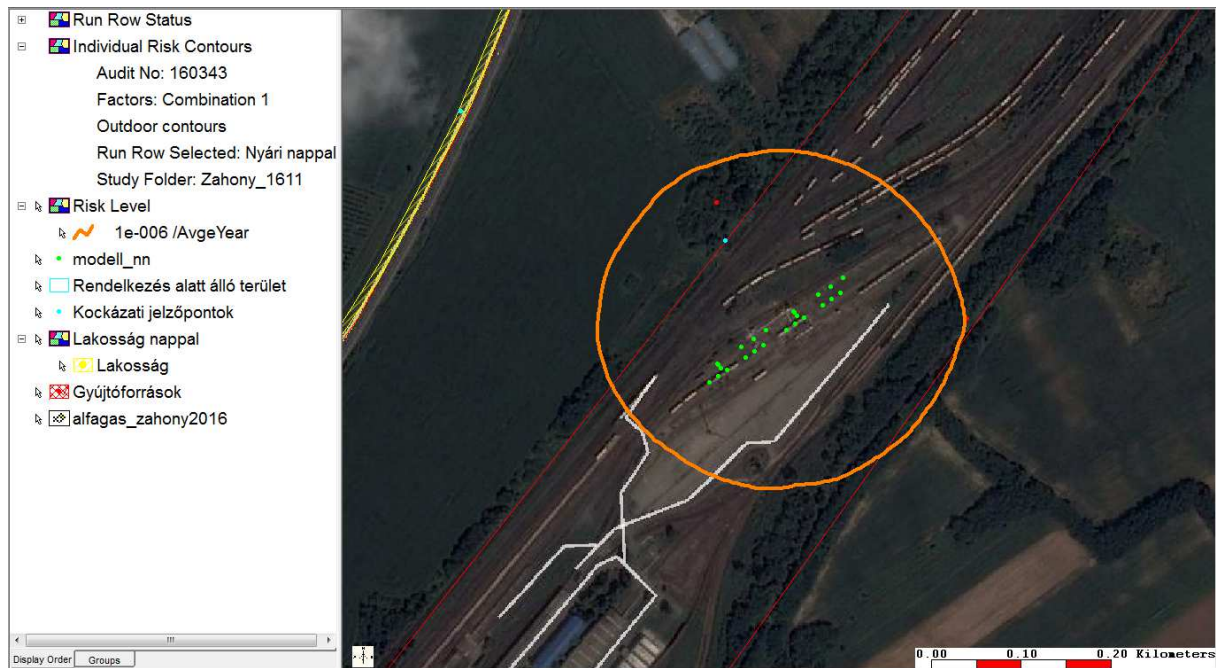 Run Row Status
Individual Risk Contours
Audit No: 160343
Factors: Combination 1
Outdoor contours
Run Row Selected: Nyári nappal
Study Folder: Zahony_1611
Risk Level
1e-006 /AvgeYear
modell_nn
Rendelkezés alatt álló terület
Kockázati jelzőpontok
Lakosság nappal
Lakosság
Gyújtóforrások
alfagas_zahony2016
Display Order Groups
0.00 0.10 0.20 Kilometers